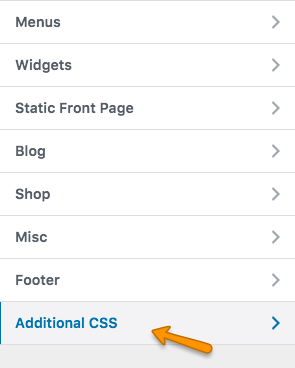 Menus
Widgets
Static Front Page
Blog
Shop
Misc
Footer
Additional CSS